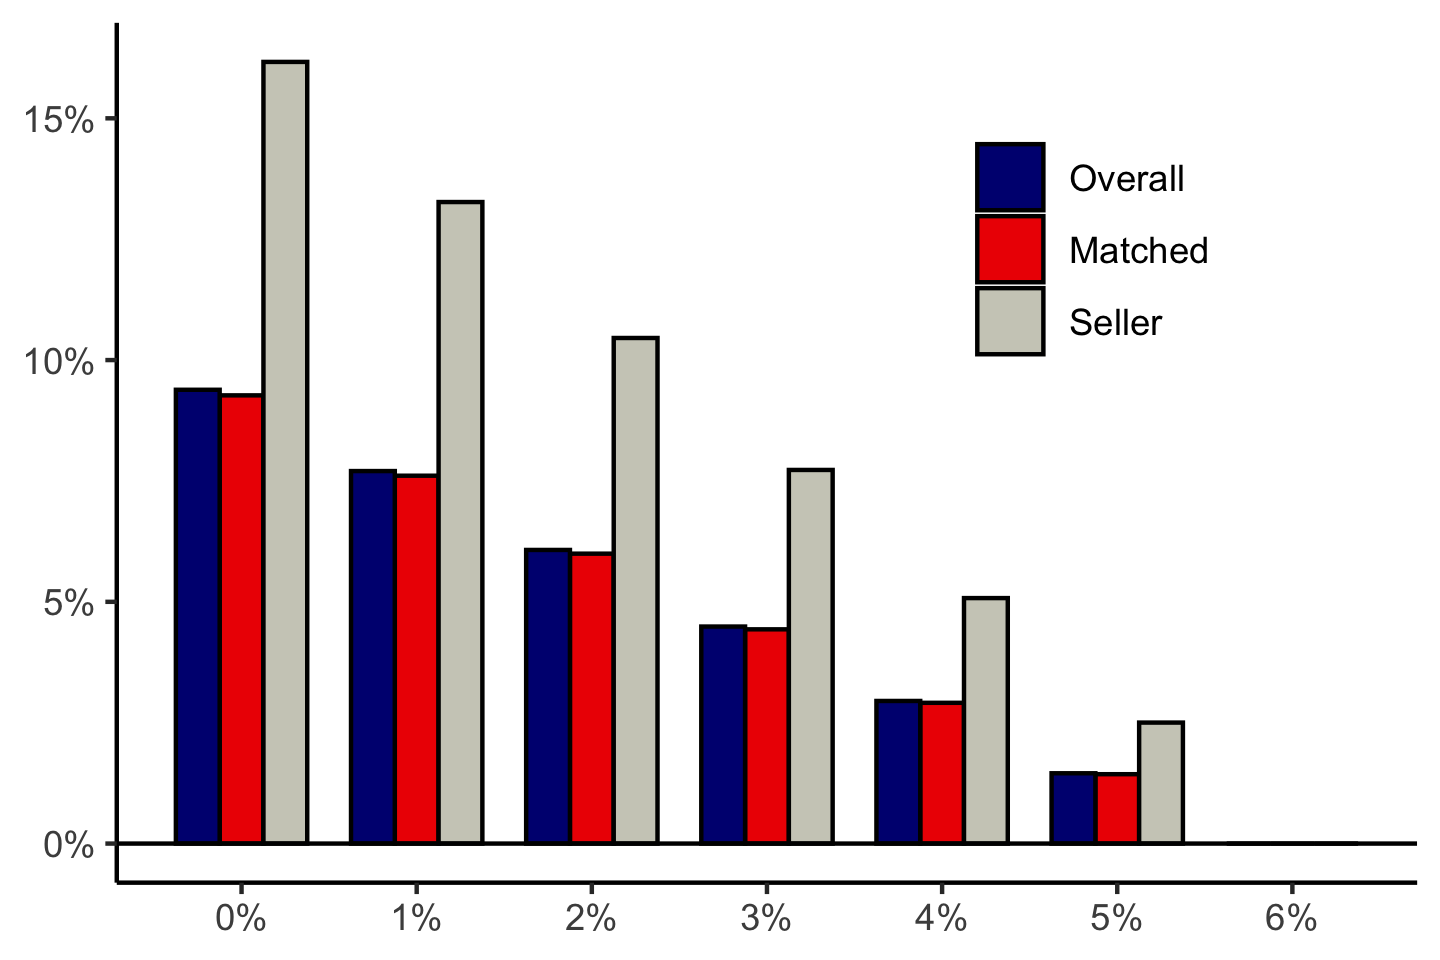 15%
10%
5%
0%
Overall
Matched
Seller
0% 1% 2% 3% 4% 5% 6%